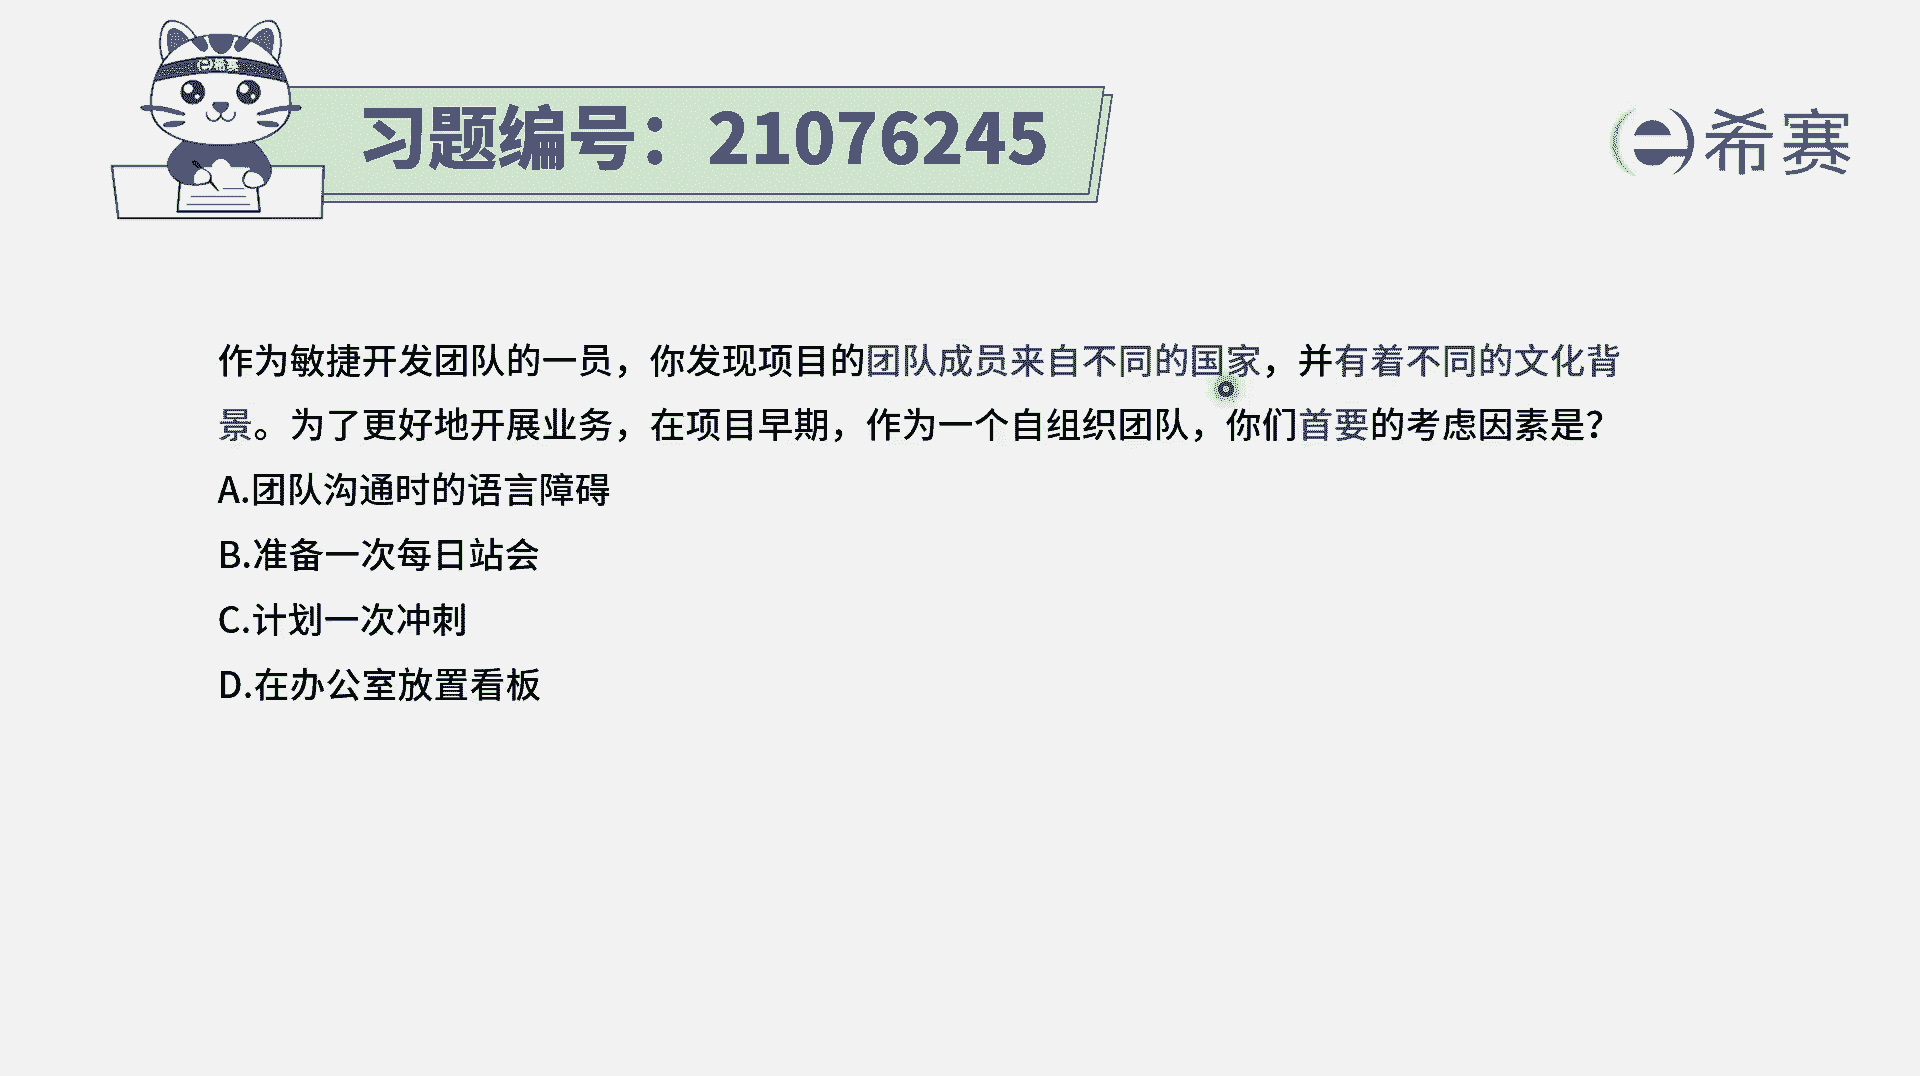 希赛
习题编号：21076245
希赛
作为敏捷开发团队的一员，你发现项目的团队成员来自不同的国家，并有着不同的文化背
景。为了更好地开展业务，在项目早期，作为一个自组织团队，你们首要的考虑因素是？
A.团队沟通时的语言障碍
B.准备一次每日站会
C.计划一次冲刺
D.在办公室放置看板